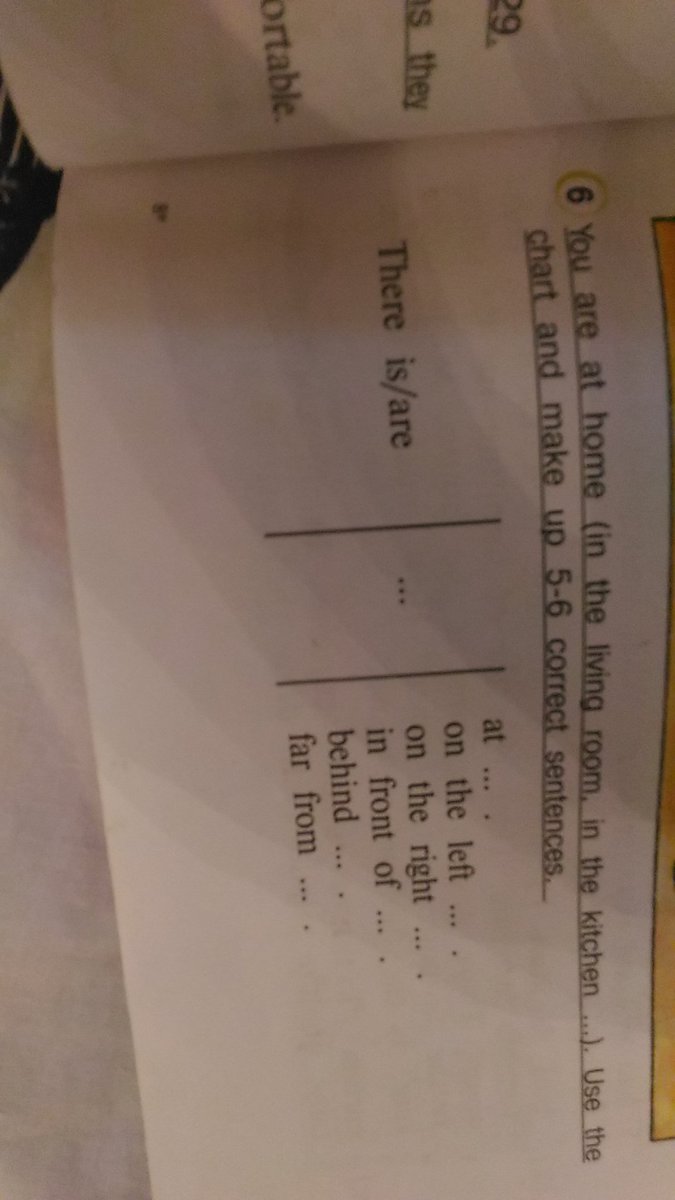 29.
is they
ortable.
6 You are at home (in the living room, in the kitchen ...). Use the
chart and make up 5-6 correct sentences.
There is/are
...
at ... .
on the left ... .
on the right ... .
in front of ... .
behind ... .
far from ... .
8*